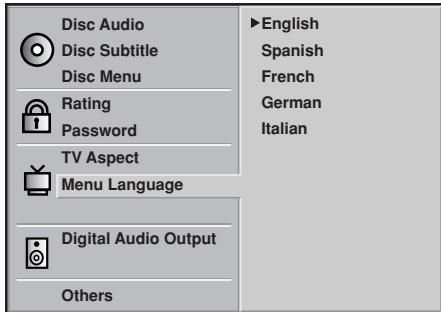 Disc Audio
Disc Subtitle
Disc Menu
Rating
Password
TV Aspect
Menu Language
Digital Audio Output
Others
English
Spanish
French
German
Italian